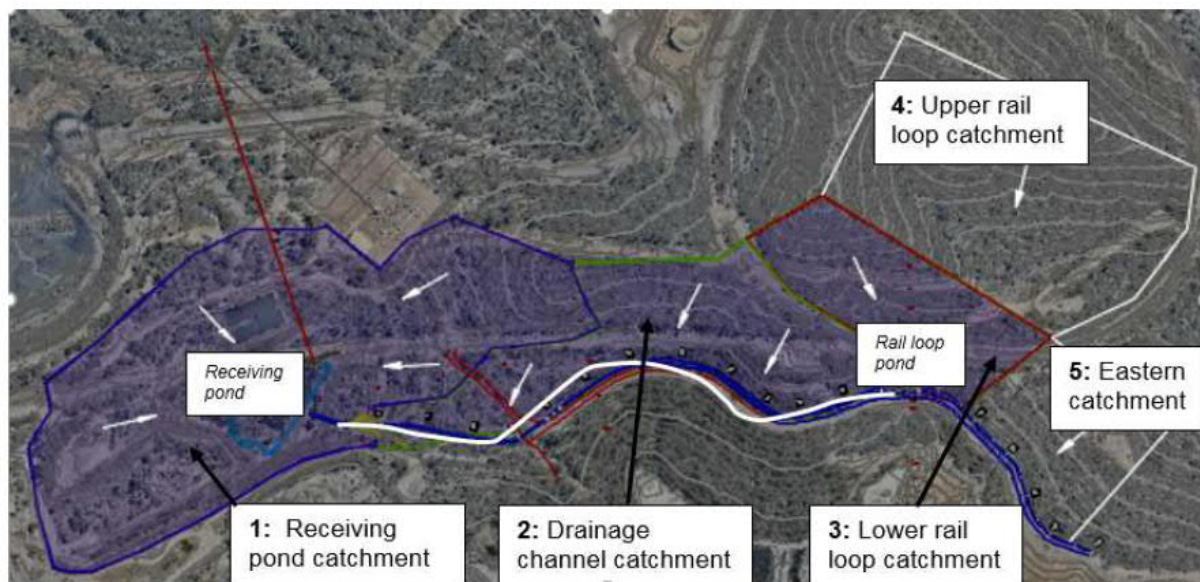 4: Upper rail
loop catchment
Receiving
pond
Rail loop
pond
5: Eastern
catchment
1: Receiving
pond catchment
2: Drainage
channel catchment
3: Lower rail
loop catchment